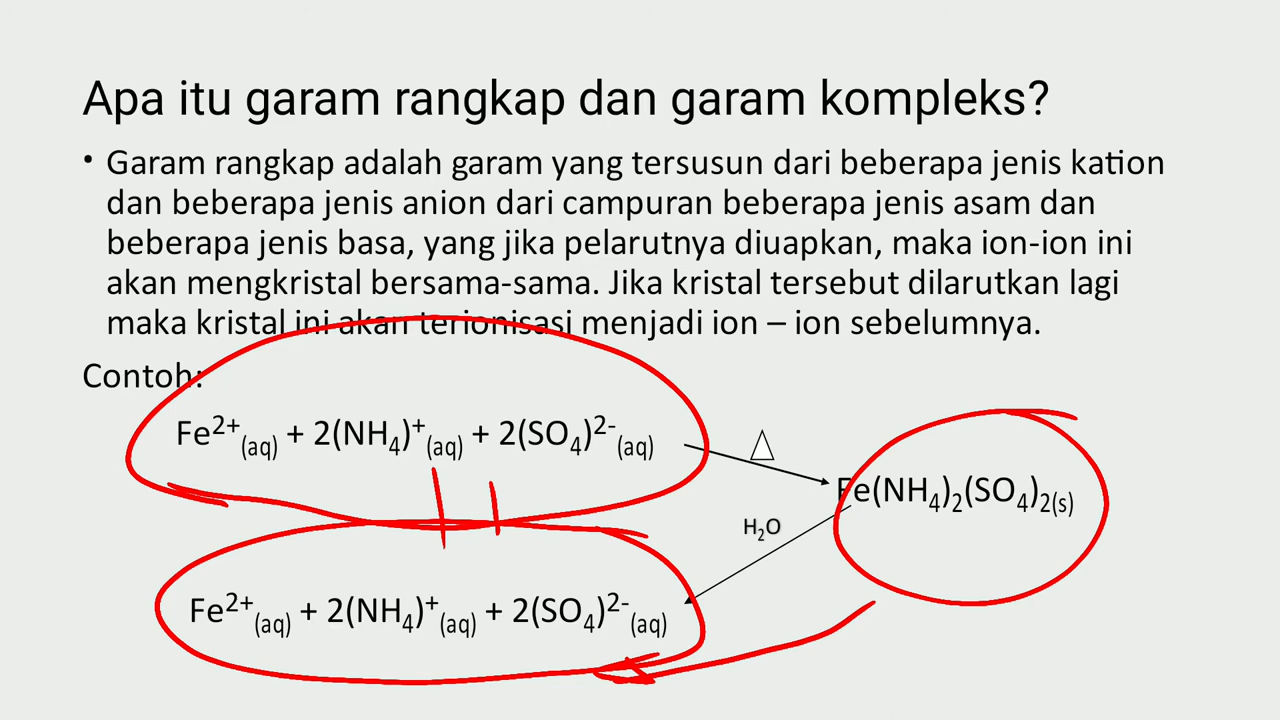 Apa itu garam rangkap dan garam kompleks?
• Garam rangkap adalah garam yang tersusun dari beberapa jenis kation
dan beberapa jenis anion dari campuran beberapa jenis asam dan
beberapa jenis basa, yang jika pelarutnya diuapkan, maka ion-ion ini
akan mengkristal bersama-sama. Jika kristal tersebut dilarutkan lagi
maka kristal ini akan terionisasi menjadi ion – ion sebelumnya.
Contoh:
Fe²⁺(aq) + 2(NH₄)⁺(aq) + 2(SO₄)²⁻(aq)
△
Fe(NH₄)₂(SO₄)₂(s)
H₂O
Fe²⁺(aq) + 2(NH₄)⁺(aq) + 2(SO₄)²⁻(aq)